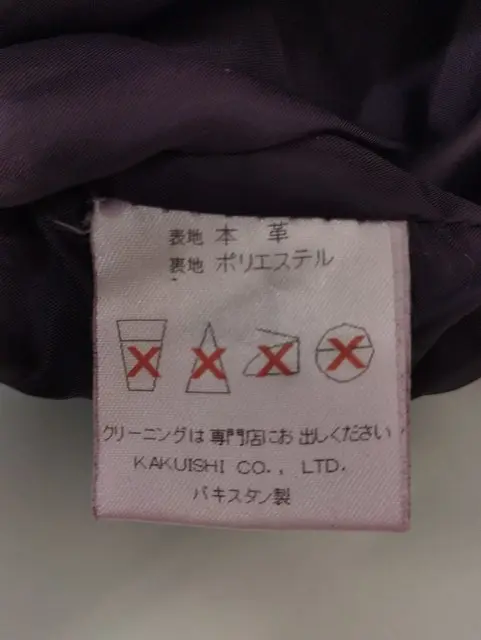 表地 本 革
裏地 ポリエステル
クリーニングは専門店にお出しください
KAKUISHI CO., LTD.
パキスタン製